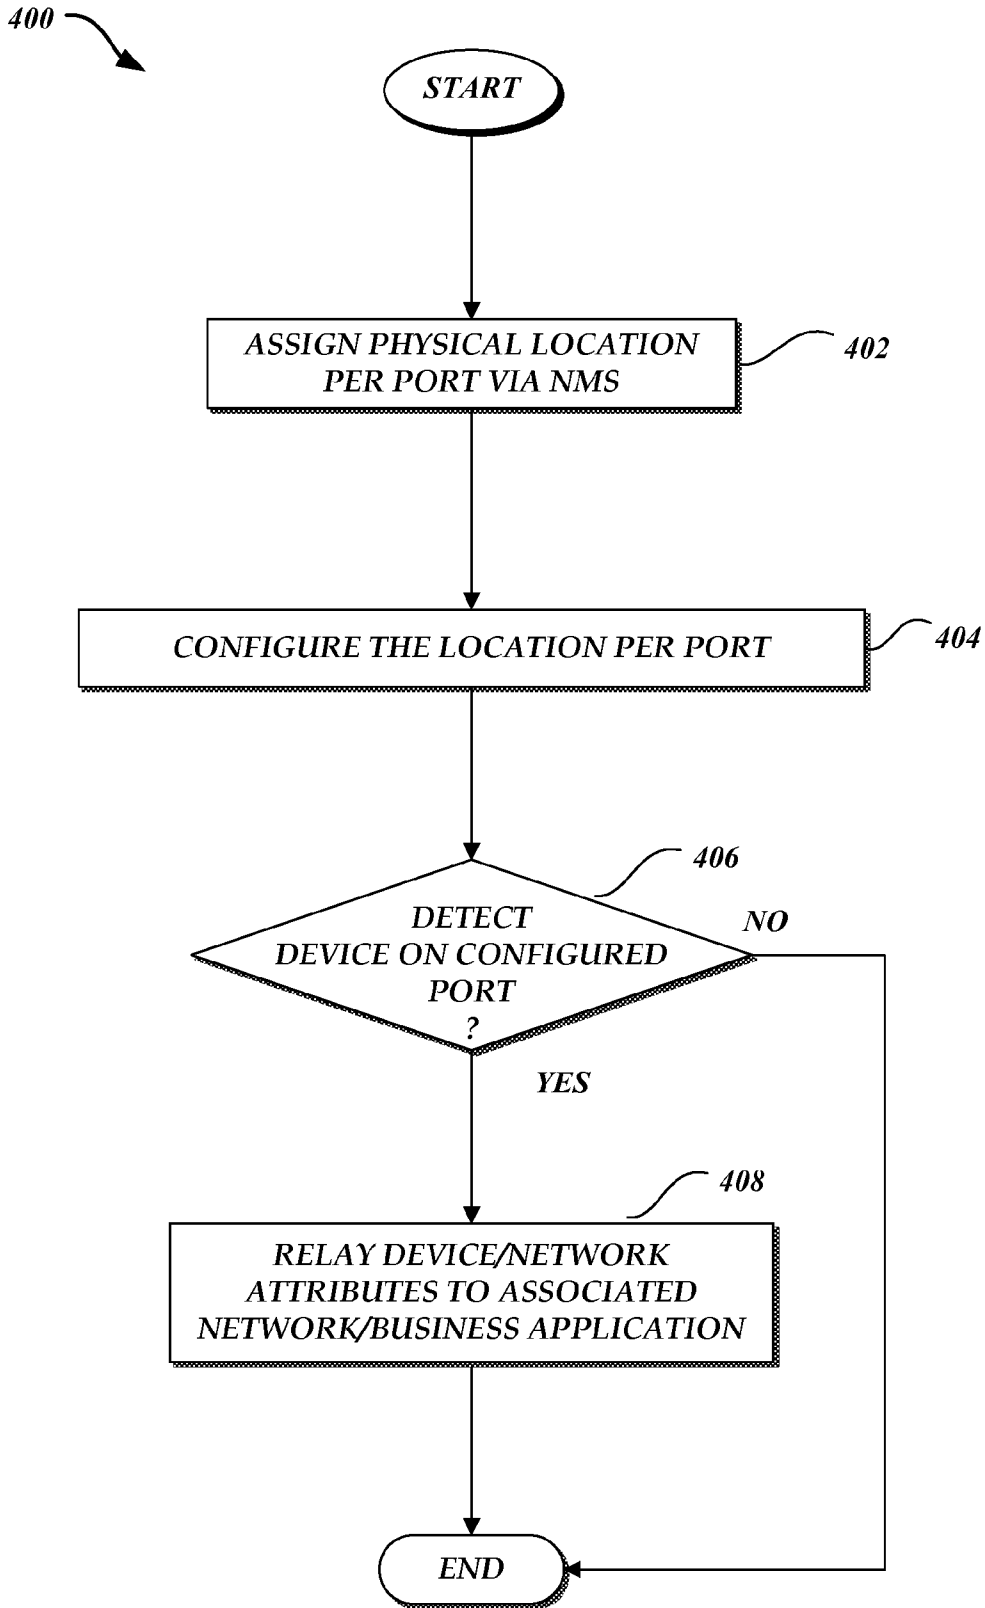 400
START
ASSIGN PHYSICAL LOCATION
PER PORT VIA NMS
402
CONFIGURE THE LOCATION PER PORT
404
406
DETECT
DEVICE ON CONFIGURED
PORT
?
NO
YES
408
RELAY DEVICE/NETWORK
ATTRIBUTES TO ASSOCIATED
NETWORK/BUSINESS APPLICATION
END